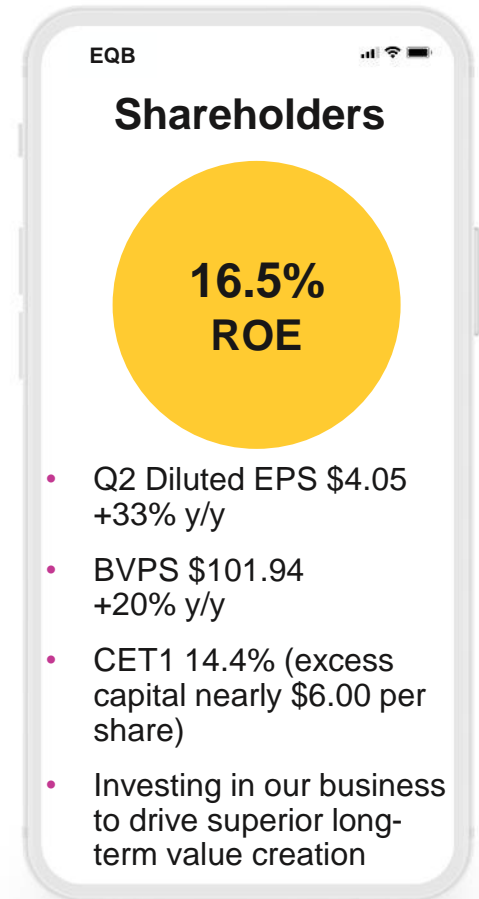 EQB
Shareholders
16.5%
ROE
• Q2 Diluted EPS $4.05
+33% y/y
• BVPS $101.94
+20% y/y
• CET1 14.4% (excess
capital nearly $6.00 per
share)
• Investing in our business
to drive superior long-
term value creation